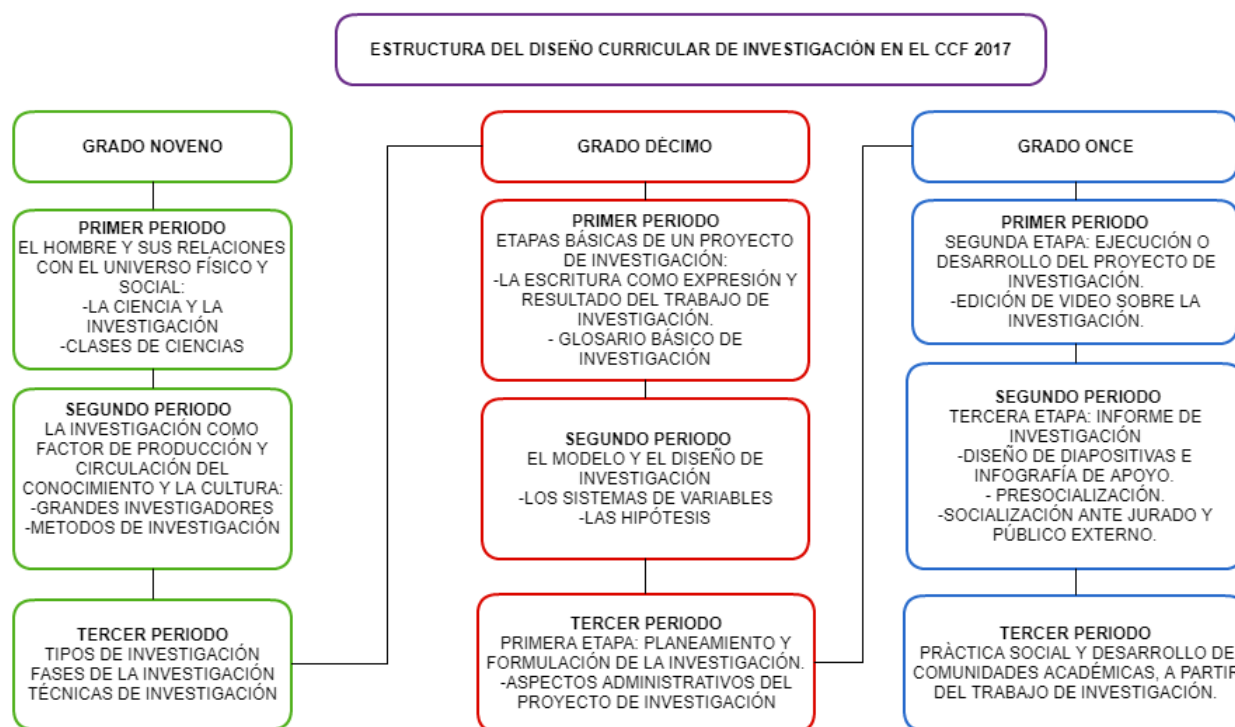 ESTRUCTURA DEL DISEÑO CURRICULAR DE INVESTIGACIÓN EN EL CCF 2017
GRADO NOVENO
PRIMER PERIODO
EL HOMBRE Y SUS RELACIONES
CON EL UNIVERSO FÍSICO Y
SOCIAL:
-LA CIENCIA Y LA
INVESTIGACIÓN
-CLASES DE CIENCIAS
SEGUNDO PERIODO
LA INVESTIGACIÓN COMO
FACTOR DE PRODUCCIÓN Y
CIRCULACIÓN DEL
CONOCIMIENTO Y LA CULTURA:
-GRANDES INVESTIGADORES
-METODOS DE INVESTIGACIÓN
TERCER PERIODO
TIPOS DE INVESTIGACIÓN
FASES DE LA INVESTIGACIÓN
TÉCNICAS DE INVESTIGACIÓN
GRADO DÉCIMO
PRIMER PERIODO
ETAPAS BÁSICAS DE UN PROYECTO
DE INVESTIGACIÓN:
-LA ESCRITURA COMO EXPRESIÓN Y
RESULTADO DEL TRABAJO DE
INVESTIGACIÓN.
- GLOSARIO BÁSICO DE
INVESTIGACIÓN
SEGUNDO PERIODO
EL MODELO Y EL DISEÑO DE
INVESTIGACIÓN
-LOS SISTEMAS DE VARIABLES
-LAS HIPÓTESIS
TERCER PERIODO
PRIMERA ETAPA: PLANEAMIENTO Y
FORMULACIÓN DE LA INVESTIGACIÓN.
-ASPECTOS ADMINISTRATIVOS DEL
PROYECTO DE INVESTIGACIÓN
GRADO ONCE
PRIMER PERIODO
SEGUNDA ETAPA: EJECUCIÓN O
DESARROLLO DEL PROYECTO DE
INVESTIGACIÓN.
-EDICIÓN DE VIDEO SOBRE LA
INVESTIGACIÓN.
SEGUNDO PERIODO
TERCERA ETAPA: INFORME DE
INVESTIGACIÓN
-DISEÑO DE DIAPOSITIVAS E
INFOGRAFÍA DE APOYO.
- PRESOCIALIZACIÓN.
-SOCIALIZACIÓN ANTE JURADO Y
PÚBLICO EXTERNO.
TERCER PERIODO
PRÀCTICA SOCIAL Y DESARROLLO DE
COMUNIDADES ACADÉMICAS, A PARTIR
DEL TRABAJO DE INVESTIGACIÓN.